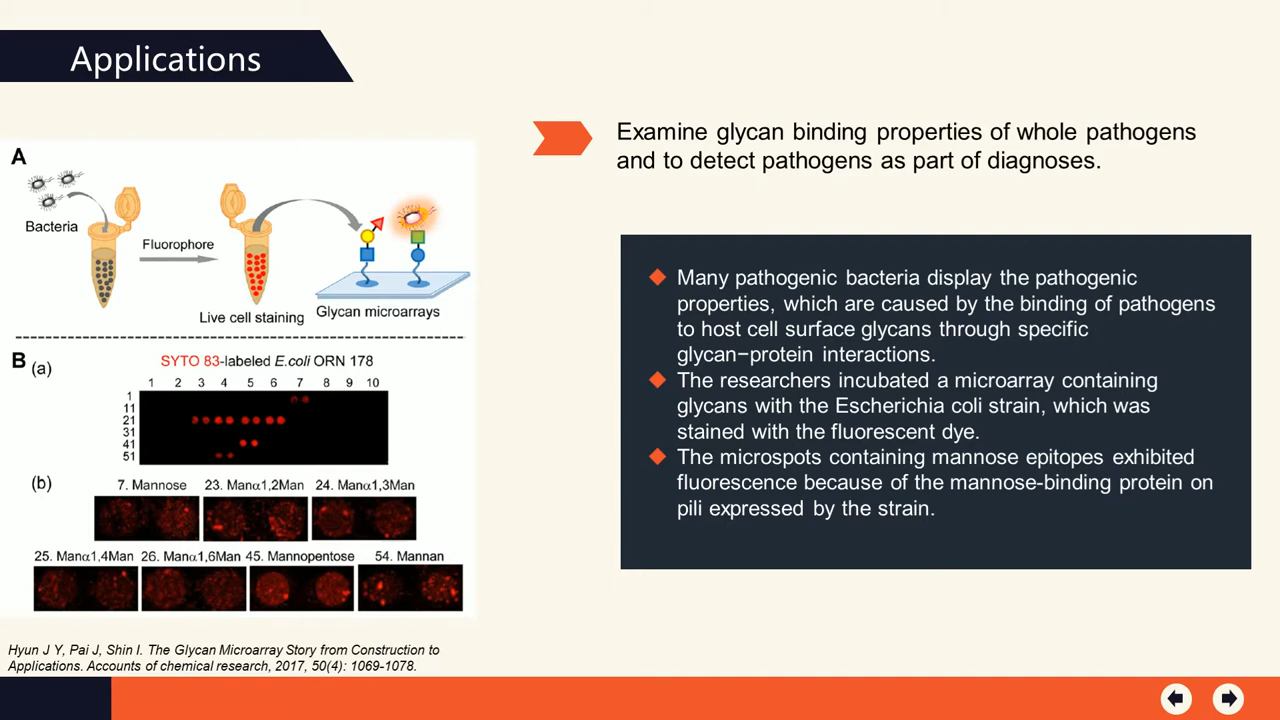 Applications
Examine glycan binding properties of whole pathogens
and to detect pathogens as part of diagnoses.
A
Bacteria
Fluorophore
Live cell staining
Glycan microarrays
B
(a)
SYTO 83-labeled E.coli ORN 178
1 2 3 4 5 6 7 8 9 10
1
11
21
31
41
51
(b)
7. Mannose
23. Manα1,2Man
24. Manα1,3Man
25. Manα1,4Man
26. Manα1,6Man
45. Mannopentose
54. Mannan
Many pathogenic bacteria display the pathogenic
properties, which are caused by the binding of pathogens
to host cell surface glycans through specific
glycan−protein interactions.
The researchers incubated a microarray containing
glycans with the Escherichia coli strain, which was
stained with the fluorescent dye.
The microspots containing mannose epitopes exhibited
fluorescence because of the mannose-binding protein on
pili expressed by the strain.
Hyun J Y, Pai J, Shin I. The Glycan Microarray Story from Construction to
Applications. Accounts of chemical research, 2017, 50(4): 1069-1078.